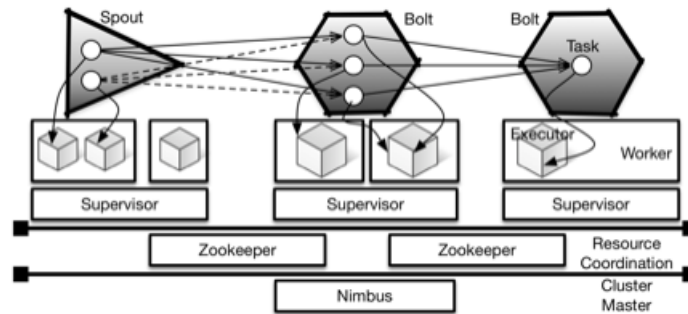 Spout
Bolt
Bolt
Task
Executor
Worker
Supervisor
Supervisor
Supervisor
Zookeeper
Zookeeper
Resource
Coordination
Nimbus
Cluster
Master